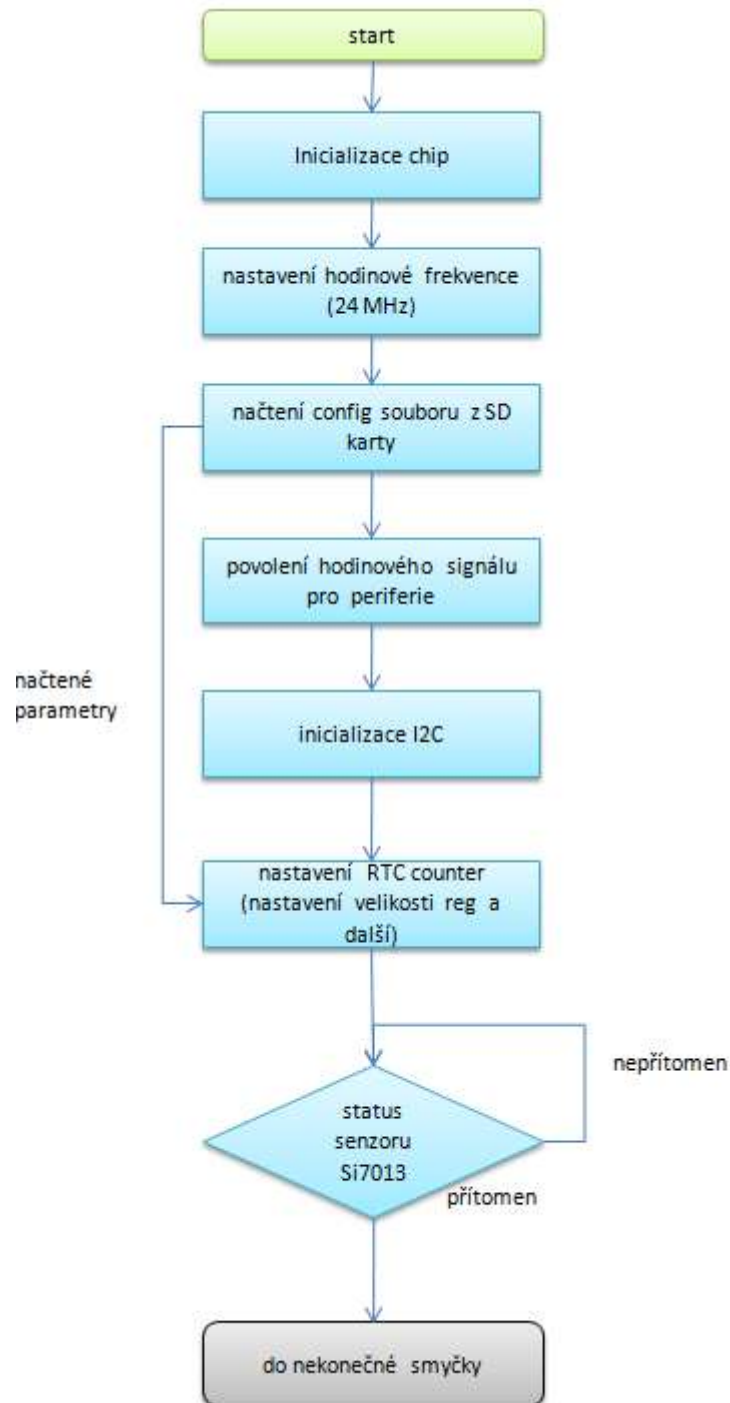 start
Inicializace chip
nastavení hodinové frekvence
(24 MHz)
načtení config souboru z SD
karty
povolení hodinového signálu
pro periferie
načtené
parametry
inicializace I2C
nastavení RTC counter
(nastavení velikosti reg a
další)
nepřítomen
status
senzoru
Si7013
přítomen
do nekonečné smyčky